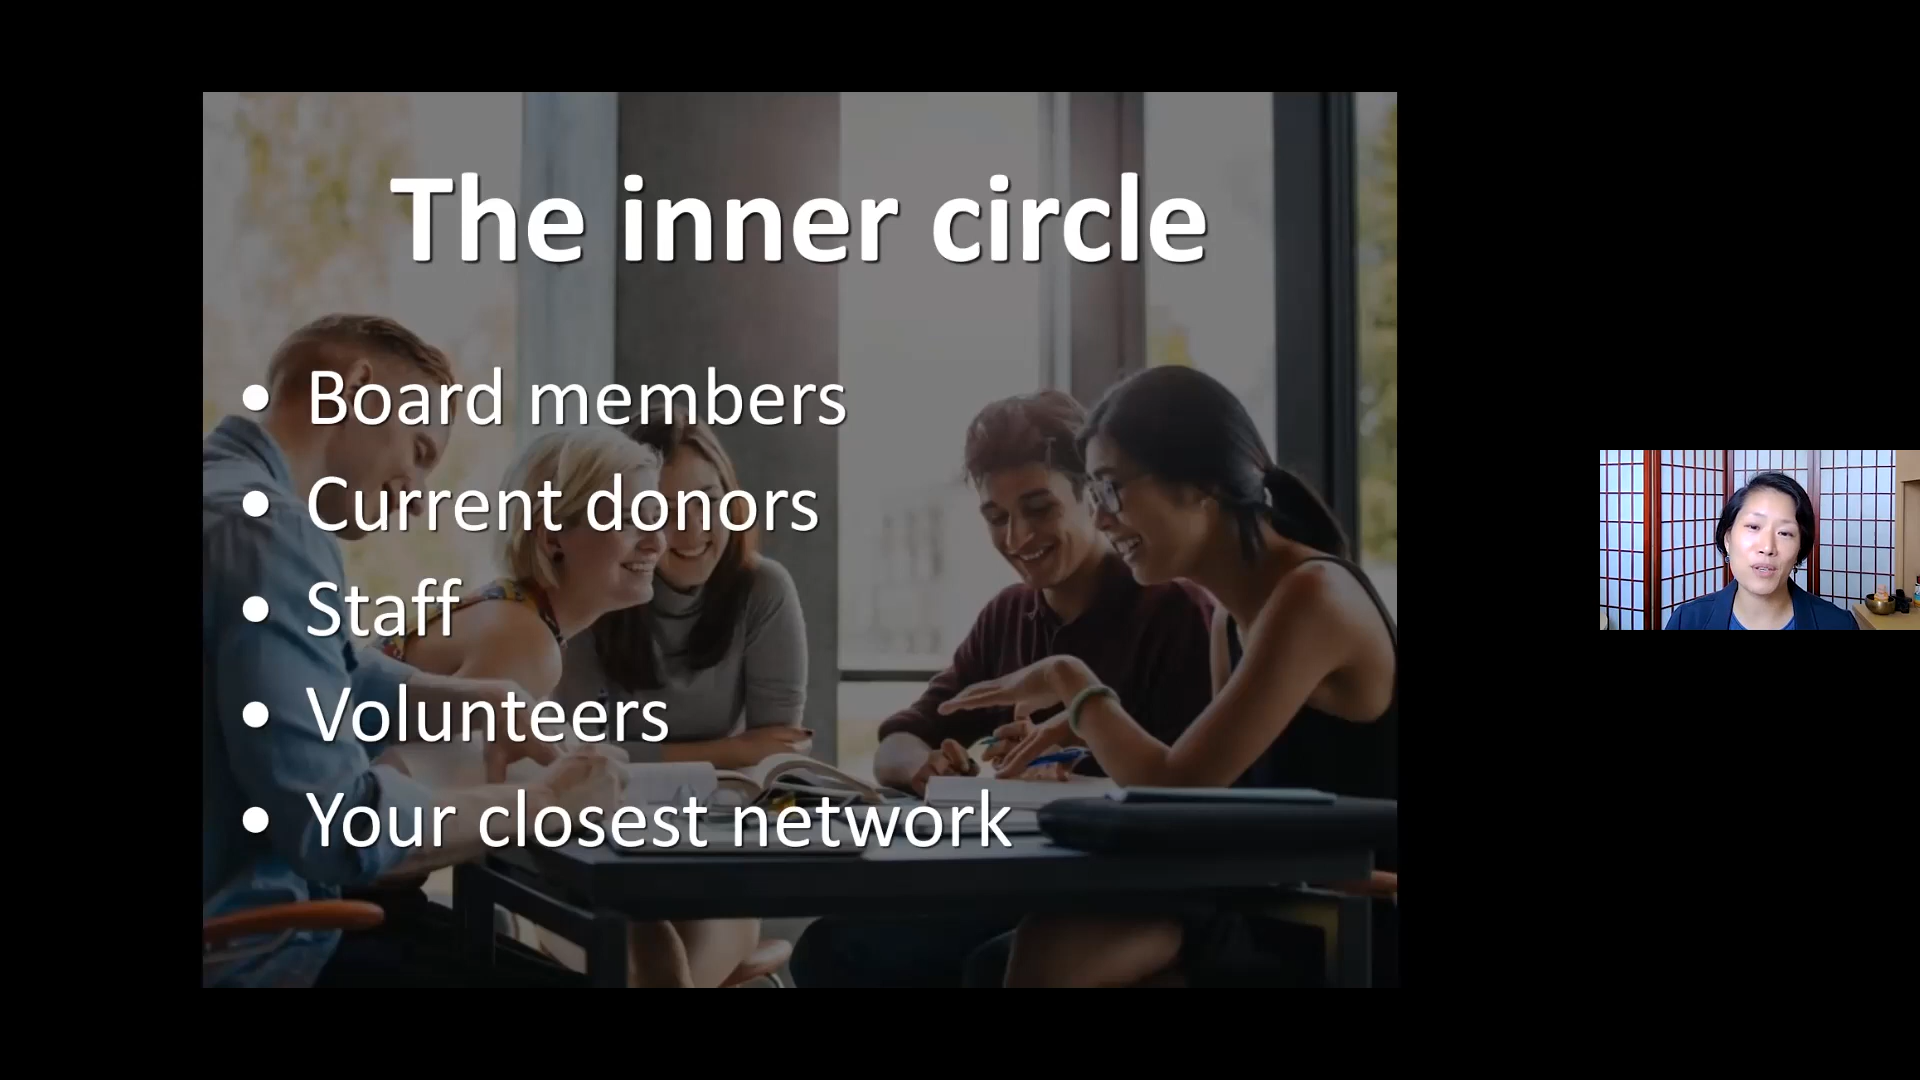 The inner circle
• Board members
• Current donors
• Staff
• Volunteers
• Your closest network